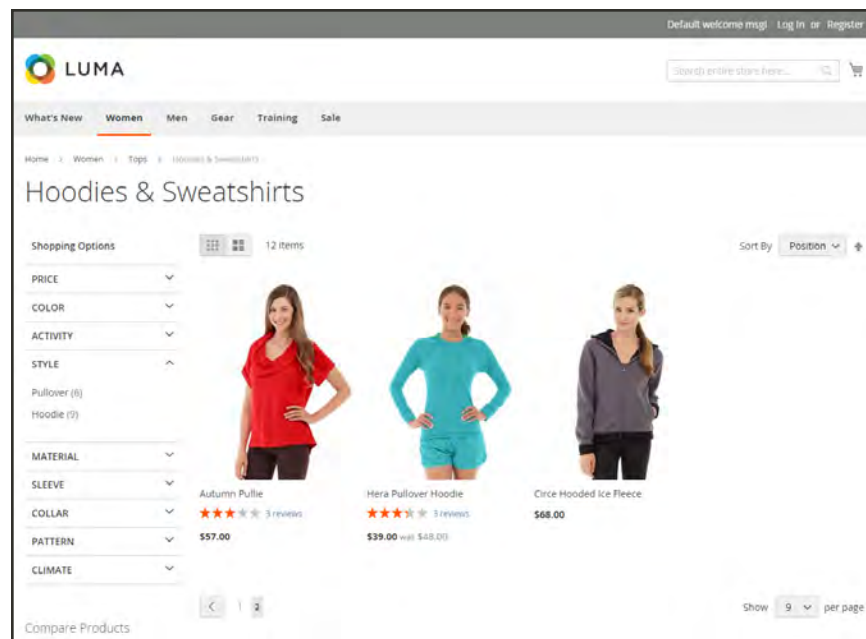 Default welcome msg! Log In or Register
LUMA
Search entire store here...
What's New Women Men Gear Training Sale
Home > Women > Tops > Hoodies & Sweatshirts
Hoodies & Sweatshirts
Shopping Options
12 items
Sort By Position
PRICE
COLOR
ACTIVITY
STYLE
Pullover (6)
Hoodie (9)
MATERIAL
SLEEVE
COLLAR
PATTERN
CLIMATE
Autumn Pullie
3 reviews
$57.00
Hera Pullover Hoodie
3 reviews
$39.00 was $48.00
Circe Hooded Ice Fleece
$68.00
< 1 2
Show 9 per page
Compare Products